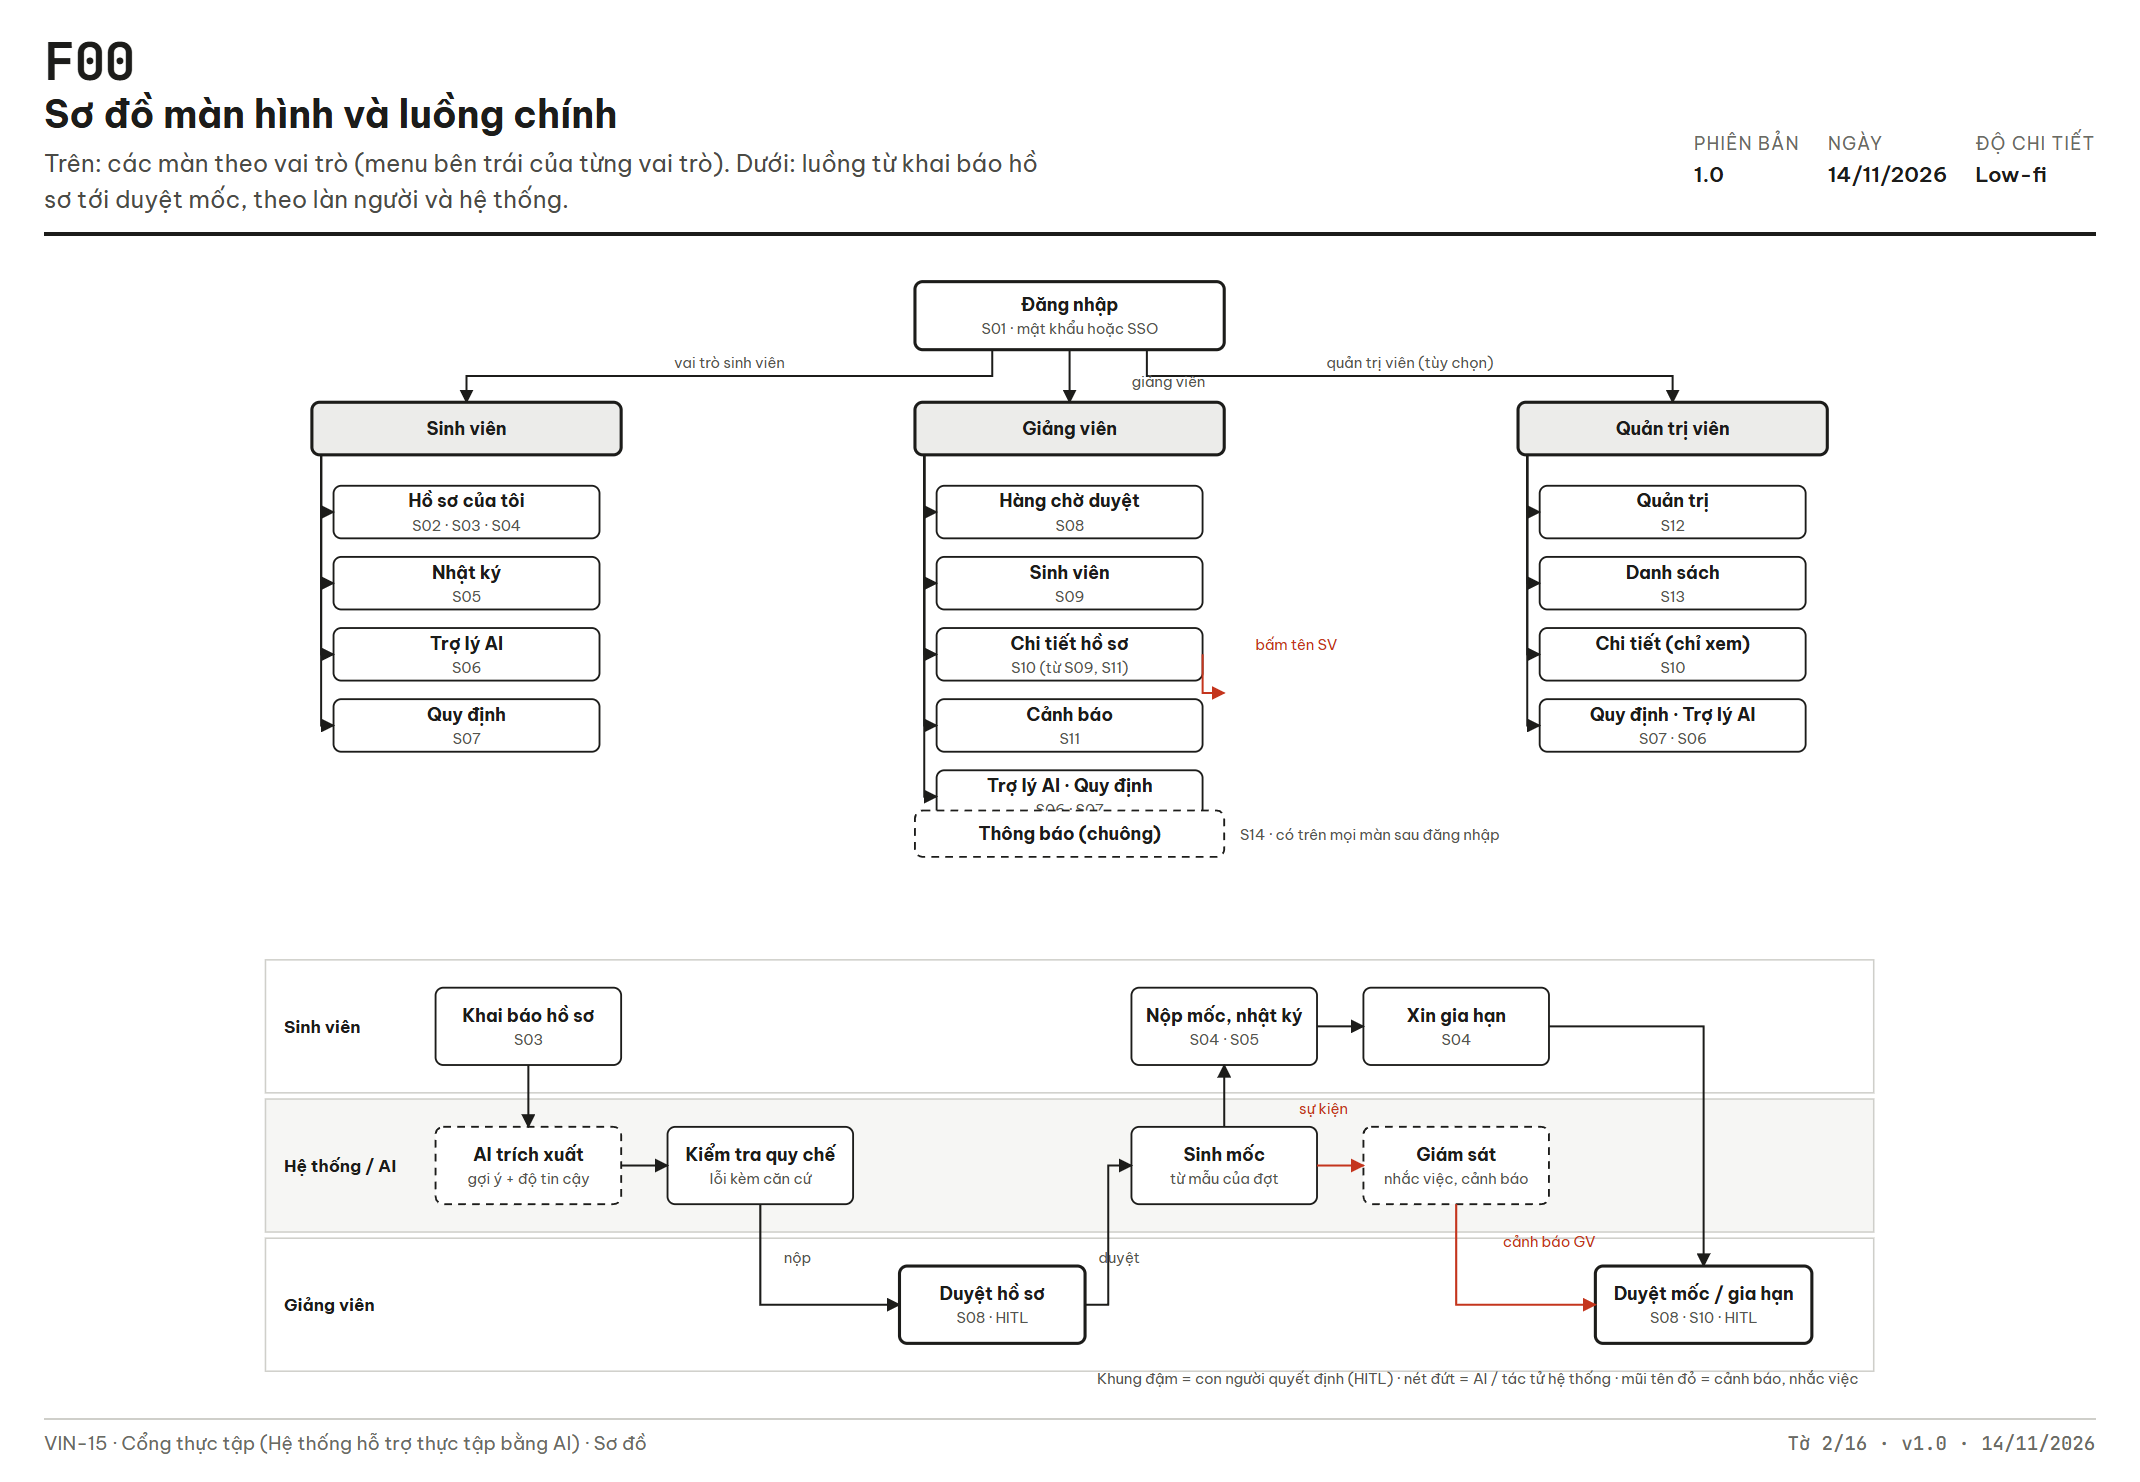 F00
Sơ đồ màn hình và luồng chính
Trên: các màn theo vai trò (menu bên trái của từng vai trò). Dưới: luồng từ khai báo hồ
sơ tới duyệt mốc, theo làn người và hệ thống.
PHIÊN BẢN NGÀY ĐỘ CHI TIẾT
1.0 14/11/2026 Low-fi
Đăng nhập
S01 · mật khẩu hoặc SSO
vai trò sinh viên
giảng viên
quản trị viên (tùy chọn)
Sinh viên
Hồ sơ của tôi
S02 · S03 · S04
Nhật ký
S05
Trợ lý AI
S06
Quy định
S07
Giảng viên
Hàng chờ duyệt
S08
Sinh viên
S09
Chi tiết hồ sơ
S10 (từ S09, S11)
bấm tên SV
Cảnh báo
S11
Trợ lý AI · Quy định
S06 · S07
Thông báo (chuông)
S14 · có trên mọi màn sau đăng nhập
Quản trị viên
Quản trị
S12
Danh sách
S13
Chi tiết (chỉ xem)
S10
Quy định · Trợ lý AI
S07 · S06
Sinh viên
Khai báo hồ sơ
S03
Nộp mốc, nhật ký
S04 · S05
Xin gia hạn
S04
Hệ thống / AI
AI trích xuất
gợi ý + độ tin cậy
Kiểm tra quy chế
lỗi kèm căn cứ
Sinh mốc
từ mẫu của đợt
sự kiện
Giám sát
nhắc việc, cảnh báo
nộp
duyệt
cảnh báo GV
Giảng viên
Duyệt hồ sơ
S08 · HITL
Duyệt mốc / gia hạn
S08 · S10 · HITL
Khung đậm = con người quyết định (HITL) · nét đứt = AI / tác tử hệ thống · mũi tên đỏ = cảnh báo, nhắc việc
VIN-15 · Cổng thực tập (Hệ thống hỗ trợ thực tập bằng AI) · Sơ đồ
Tờ 2/16 · v1.0 · 14/11/2026